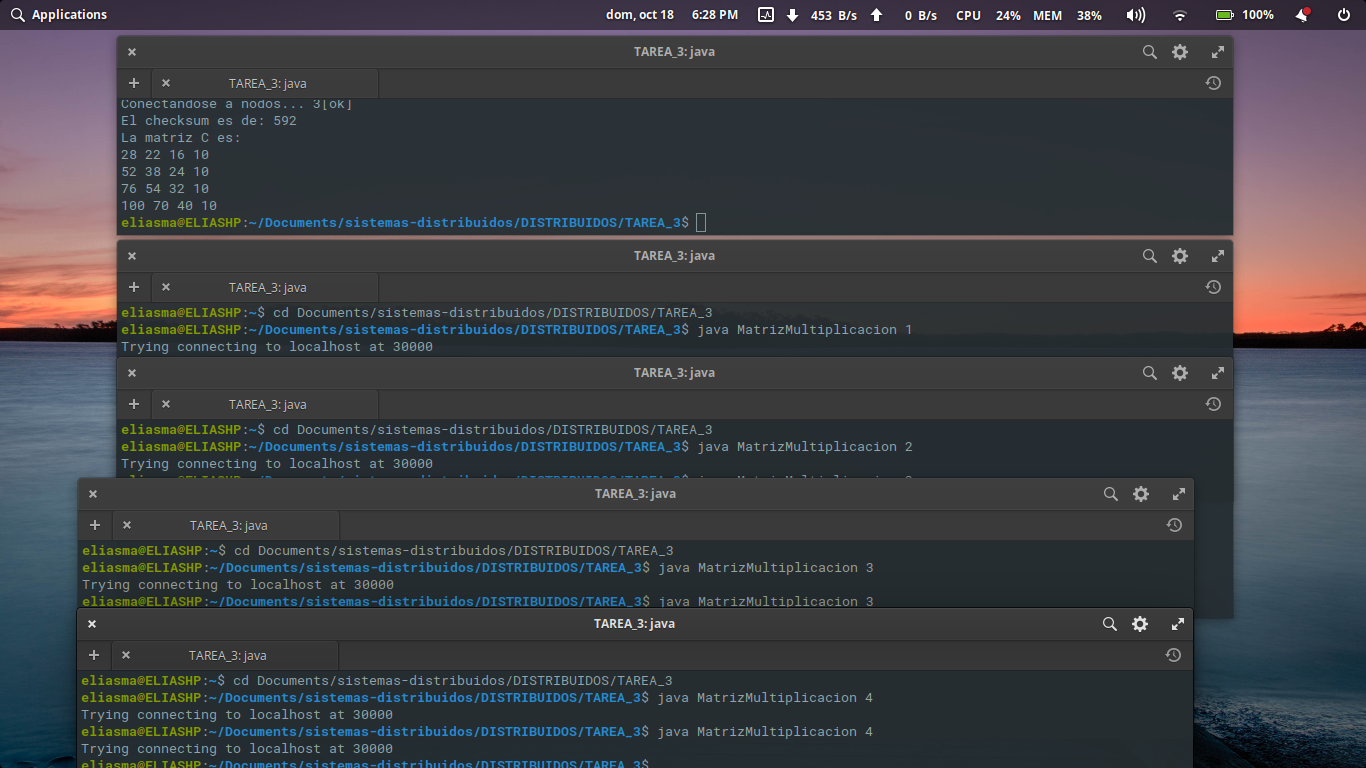 Applications
dom, oct 18 6:28 PM 453 B/s 0 B/s CPU 24% MEM 38% 100%
TAREA_3: java
TAREA_3: java
Conectandose a nodos... 3[ok]
El checksum es de: 592
La matriz C es:
28 22 16 10
52 38 24 10
76 54 32 10
100 70 40 10
eliasma@ELIASHP:~/Documents/sistemas-distribuidos/DISTRIBUIDOS/TAREA_3$
TAREA_3: java
TAREA_3: java
eliasma@ELIASHP:~$ cd Documents/sistemas-distribuidos/DISTRIBUIDOS/TAREA_3
eliasma@ELIASHP:~/Documents/sistemas-distribuidos/DISTRIBUIDOS/TAREA_3$ java MatrizMultiplicacion 1
Trying connecting to localhost at 30000
TAREA_3: java
TAREA_3: java
eliasma@ELIASHP:~$ cd Documents/sistemas-distribuidos/DISTRIBUIDOS/TAREA_3
eliasma@ELIASHP:~/Documents/sistemas-distribuidos/DISTRIBUIDOS/TAREA_3$ java MatrizMultiplicacion 2
Trying connecting to localhost at 30000
TAREA_3: java
TAREA_3: java
eliasma@ELIASHP:~$ cd Documents/sistemas-distribuidos/DISTRIBUIDOS/TAREA_3
eliasma@ELIASHP:~/Documents/sistemas-distribuidos/DISTRIBUIDOS/TAREA_3$ java MatrizMultiplicacion 3
Trying connecting to localhost at 30000
eliasma@ELIASHP:~/Documents/sistemas-distribuidos/DISTRIBUIDOS/TAREA_3$ java MatrizMultiplicacion 3
TAREA_3: java
TAREA_3: java
eliasma@ELIASHP:~$ cd Documents/sistemas-distribuidos/DISTRIBUIDOS/TAREA_3
eliasma@ELIASHP:~/Documents/sistemas-distribuidos/DISTRIBUIDOS/TAREA_3$ java MatrizMultiplicacion 4
Trying connecting to localhost at 30000
eliasma@ELIASHP:~/Documents/sistemas-distribuidos/DISTRIBUIDOS/TAREA_3$ java MatrizMultiplicacion 4
Trying connecting to localhost at 30000
eliasma@ELIASHP:~/Documents/sistemas-distribuidos/DISTRIBUIDOS/TAREA_3$